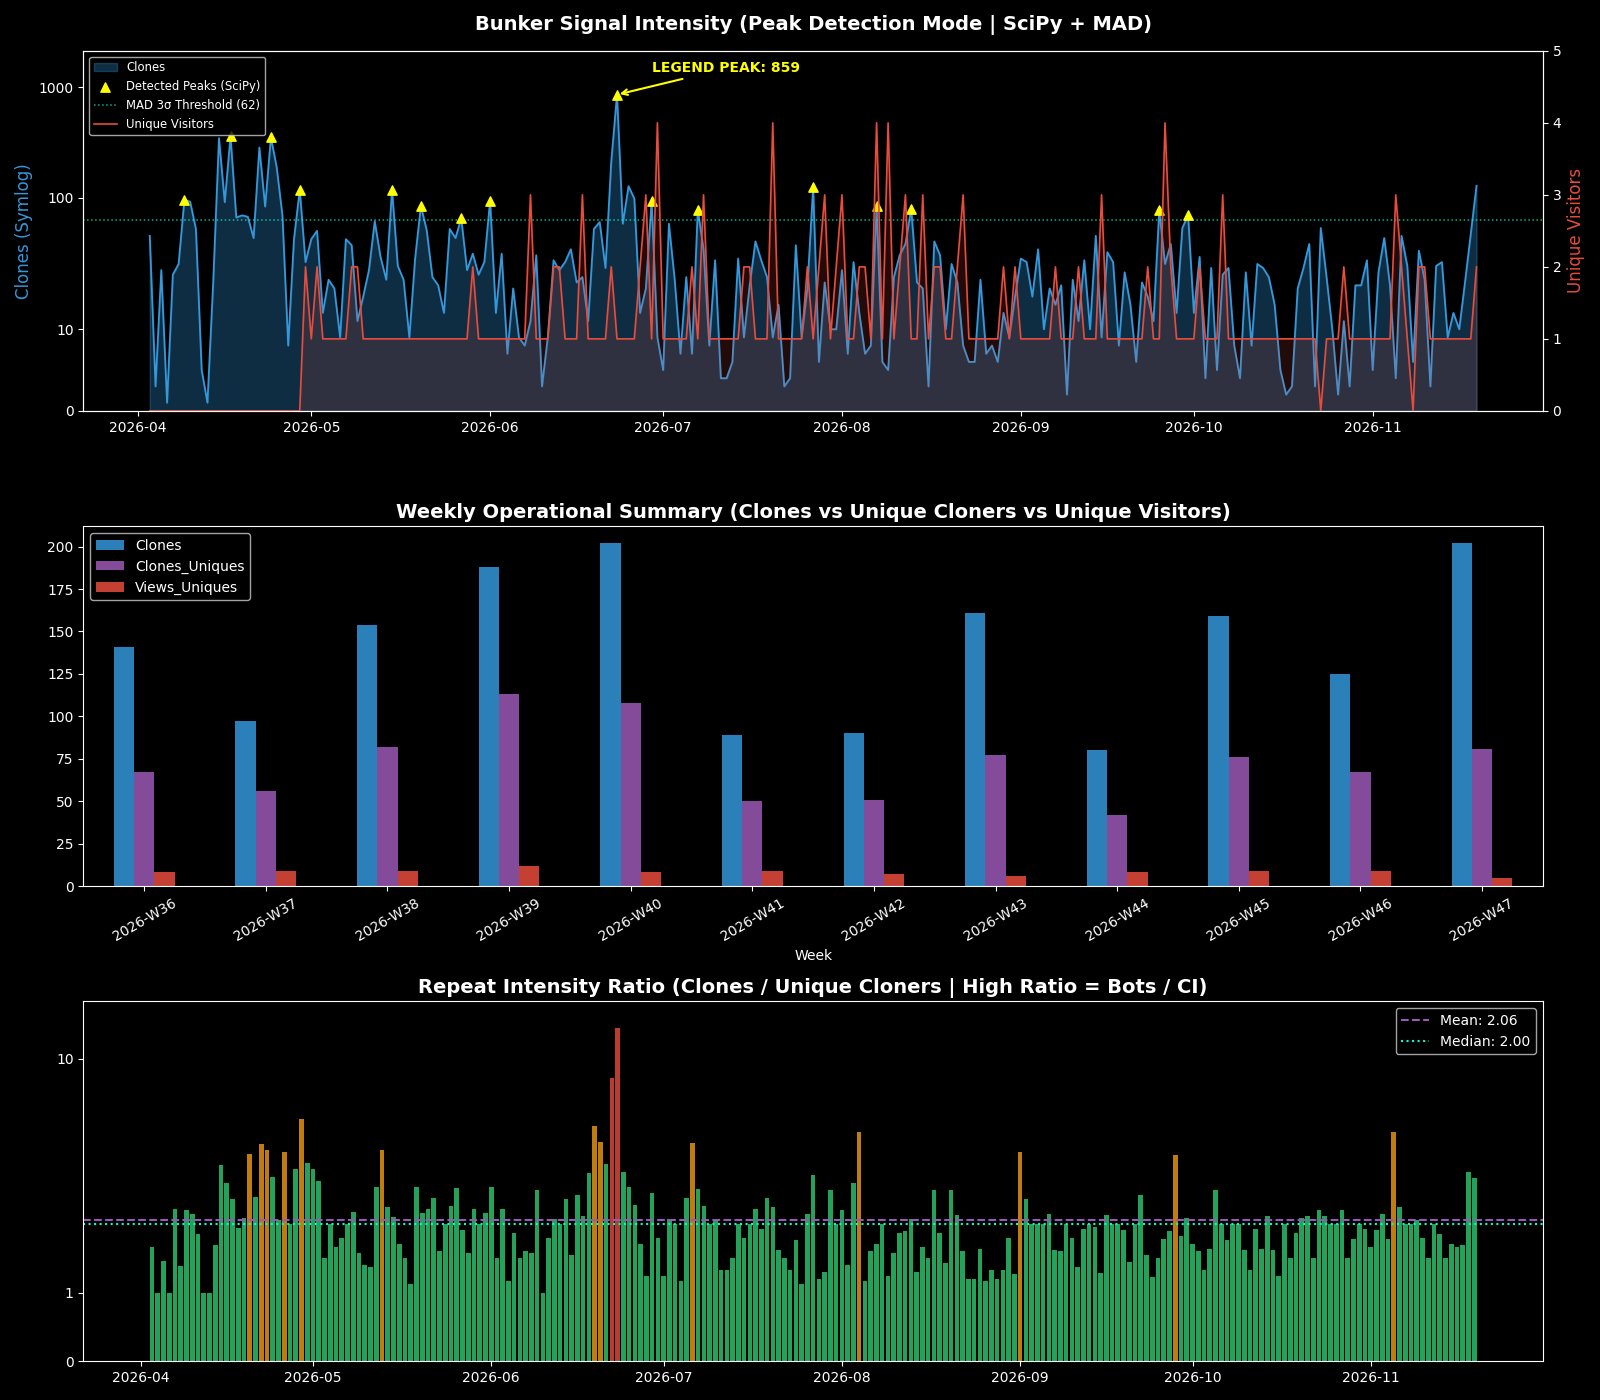 Bunker Signal Intensity (Peak Detection Mode | SciPy + MAD)
Clones
Detected Peaks (SciPy)
MAD 3σ Threshold (62)
Unique Visitors
LEGEND PEAK: 859
Clones (Symlog)
1000
100
10
0
Unique Visitors
5
4
3
2
1
0
2026-04 2026-05 2026-06 2026-07 2026-08 2026-09 2026-10 2026-11
Weekly Operational Summary (Clones vs Unique Cloners vs Unique Visitors)
Clones
Clones_Uniques
Views_Uniques
200
175
150
125
100
75
50
25
0
2026-W36 2026-W37 2026-W38 2026-W39 2026-W40 2026-W41 2026-W42 2026-W43 2026-W44 2026-W45 2026-W46 2026-W47
Week
Repeat Intensity Ratio (Clones / Unique Cloners | High Ratio = Bots / CI)
Mean: 2.06
Median: 2.00
10
1
0
2026-04 2026-05 2026-06 2026-07 2026-08 2026-09 2026-10 2026-11